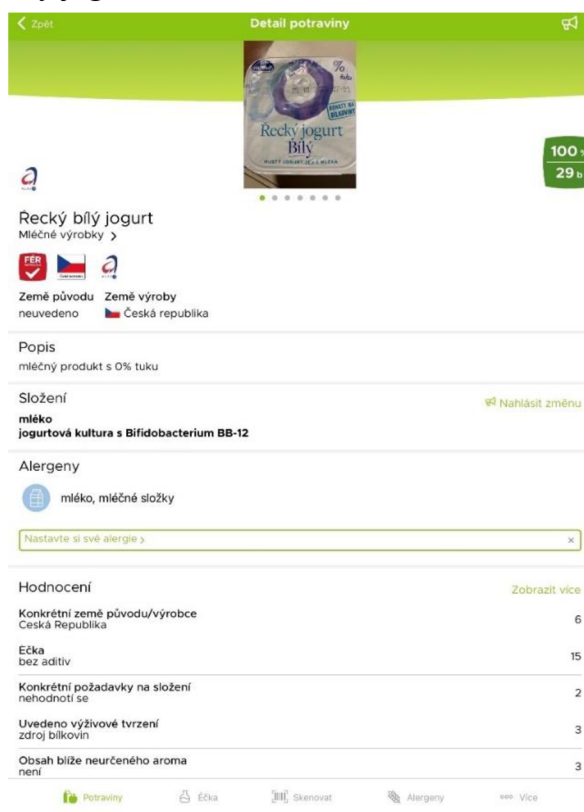 Zpět
Detail potraviny
%
tuku
BOHATÝ NA
BÍLKOVINY
Řecký jogurt
Bílý
100
29 b
Řecký bílý jogurt
Mléčné výrobky >
FÉR
Země původu Země výroby
neuvedeno Česká republika
Popis
mléčný produkt s 0% tuku
Složení
Nahlásit změnu
mléko
jogurtová kultura s Bifidobacterium BB-12
Alergeny
mléko, mléčné složky
Nastavte si své alergie > ×
Hodnocení
Zobrazit více
Konkrétní země původu/výrobce
Česká Republika
6
Éčka
bez aditiv
15
Konkrétní požadavky na složení
nehodnotí se
2
Uvedeno výživové tvrzení
zdroj bílkovin
3
Obsah blíže neurčeného aroma
není
3
Potraviny Éčka Skenovat Alergeny Více